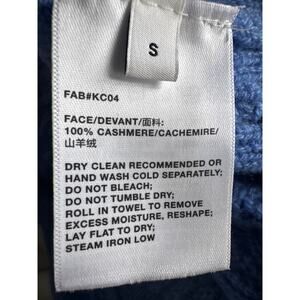 S
FAB#KC04
FACE/DEVANT/面料:
100% CASHMERE/CACHEMIRE/
山羊绒
DRY CLEAN RECOMMENDED OR
HAND WASH COLD SEPARATELY;
DO NOT BLEACH;
DO NOT TUMBLE DRY;
ROLL IN TOWEL TO REMOVE
EXCESS MOISTURE, RESHAPE;
LAY FLAT TO DRY;
STEAM IRON LOW